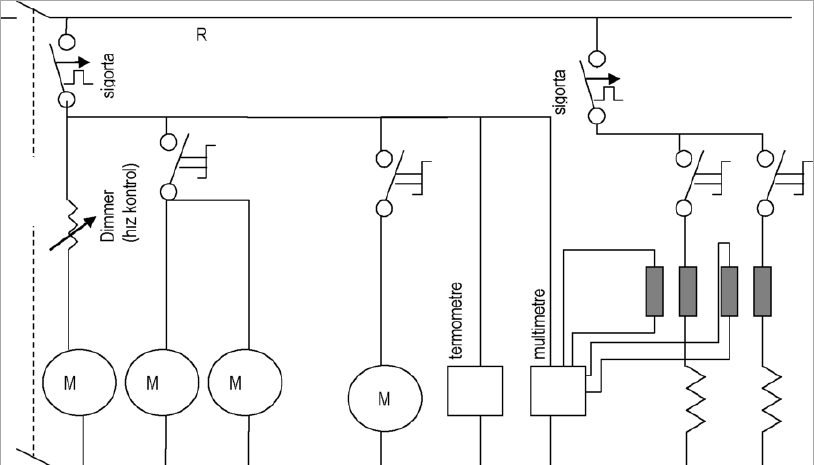 R
sigorta
sigorta
Dimmer
(hız kontrol)
termometre
multimetre
M
M
M
M